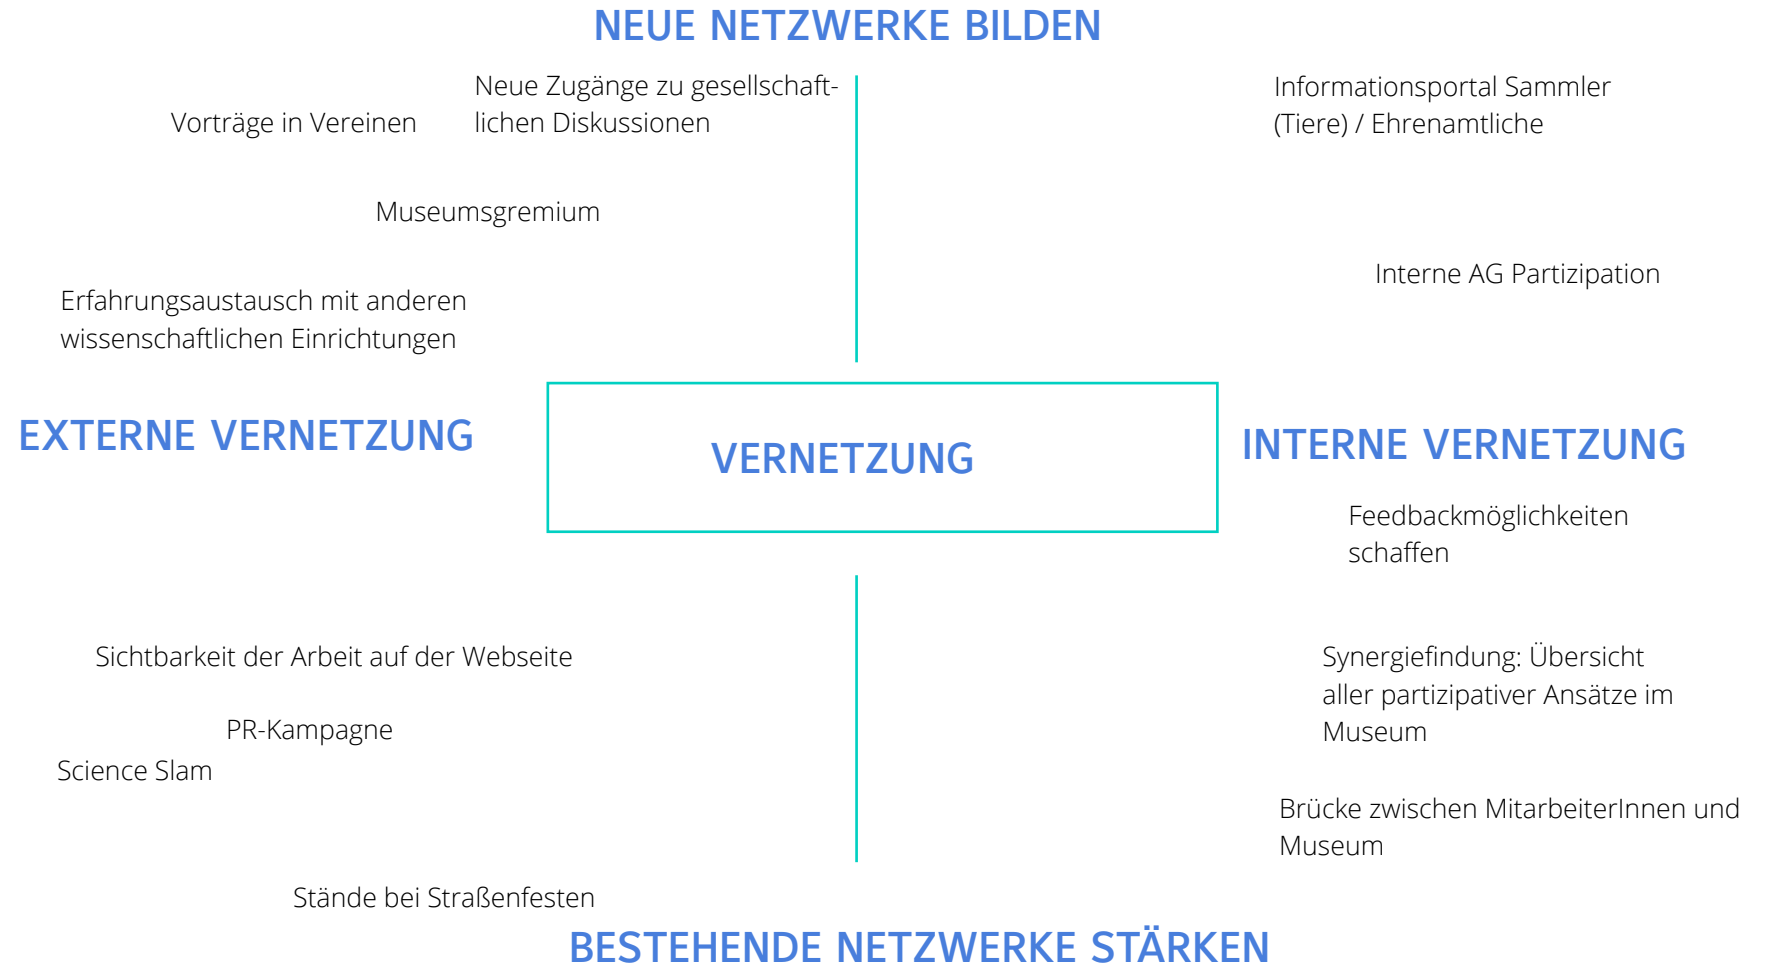 NEUE NETZWERKE BILDEN
Neue Zugänge zu gesellschaft-
lichen Diskussionen
Vorträge in Vereinen
Informationsportal Sammler
(Tiere) / Ehrenamtliche
Museumsgremium
Interne AG Partizipation
Erfahrungsaustausch mit anderen
wissenschaftlichen Einrichtungen
EXTERNE VERNETZUNG
VERNETZUNG
INTERNE VERNETZUNG
Feedbackmöglichkeiten
schaffen
Sichtbarkeit der Arbeit auf der Webseite
Synergiefindung: Übersicht
aller partizipativer Ansätze im
Museum
PR-Kampagne
Science Slam
Brücke zwischen MitarbeiterInnen und
Museum
Stände bei Straßenfesten
BESTEHENDE NETZWERKE STÄRKEN